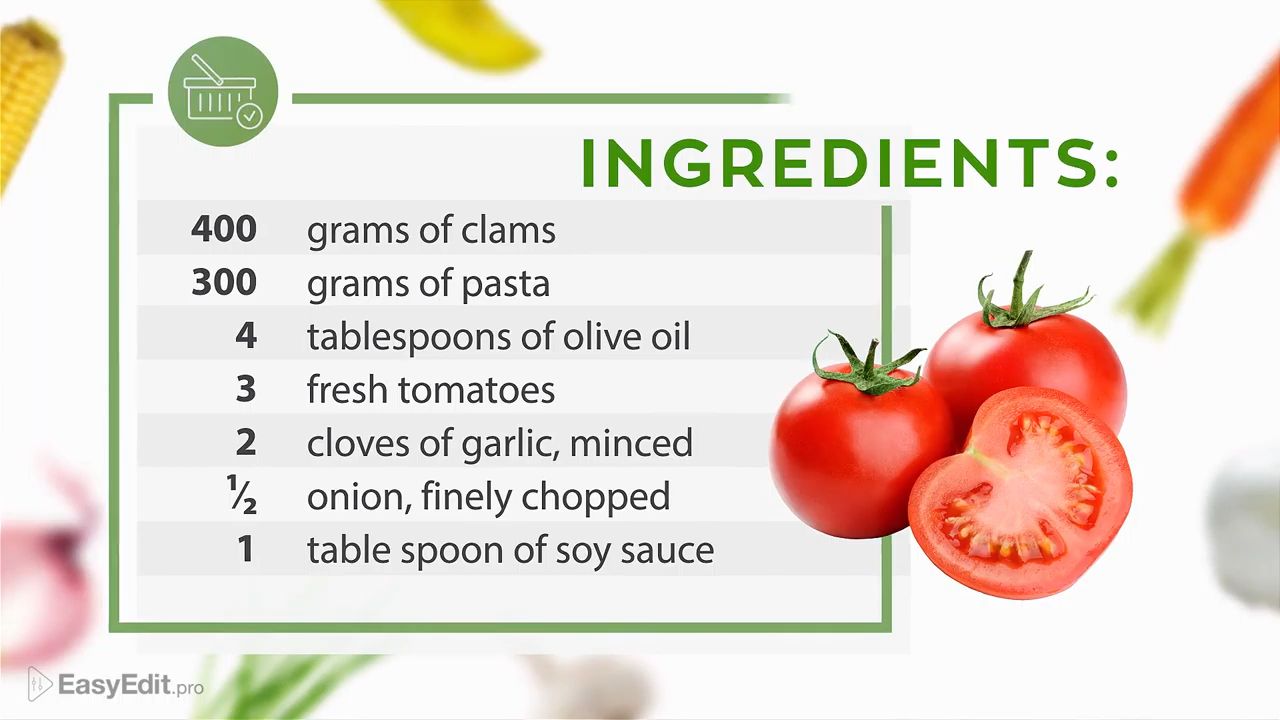 INGREDIENTS:
400 grams of clams
300 grams of pasta
4 tablespoons of olive oil
3 fresh tomatoes
2 cloves of garlic, minced
½ onion, finely chopped
1 table spoon of soy sauce
EasyEdit.pro